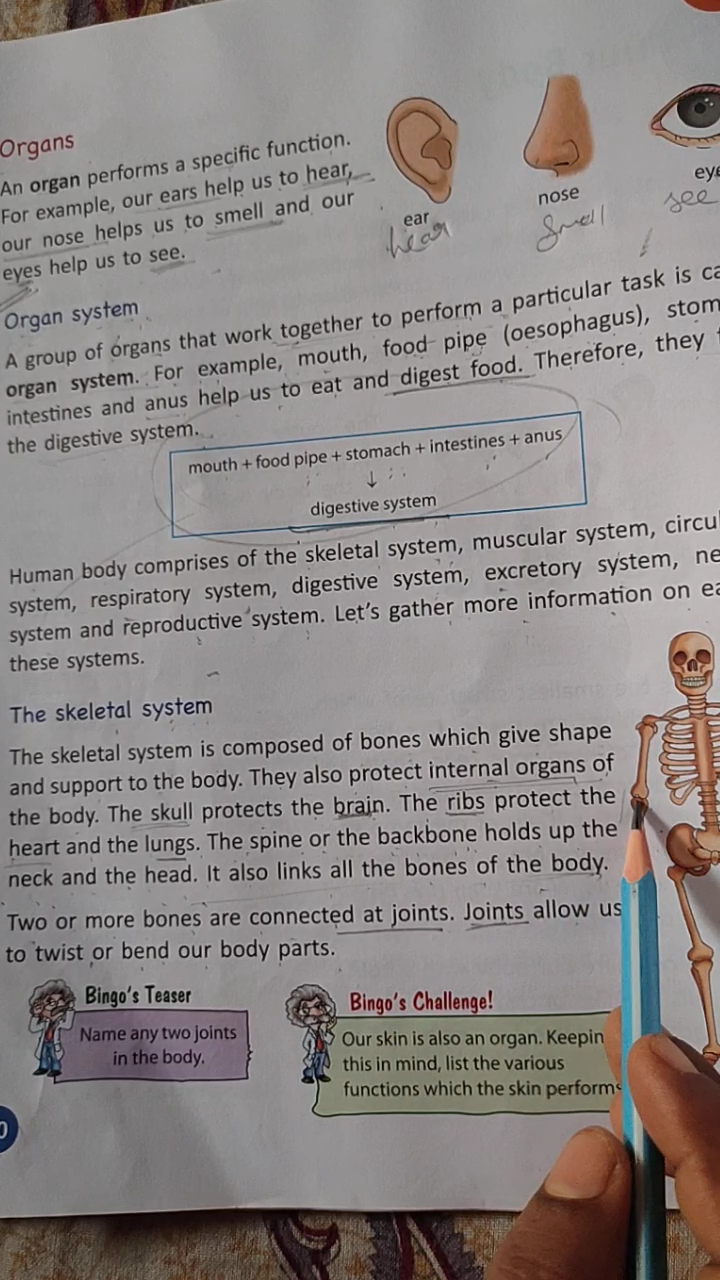 Organs
An organ performs a specific function.
For example, our ears help us to hear,
our nose helps us to smell and our
eyes help us to see.
ear
nose
eye
hear
Smell
see
Organ system
A group of organs that work together to perform a particular task is ca
organ system. For example, mouth, food pipe (oesophagus), stom
intestines and anus help us to eat and digest food. Therefore, they
the digestive system.
mouth + food pipe + stomach + intestines + anus
↓
digestive system
Human body comprises of the skeletal system, muscular system, circul
system, respiratory system, digestive system, excretory system, ne
system and reproductive system. Let's gather more information on ea
these systems.
The skeletal system
The skeletal system is composed of bones which give shape
and support to the body. They also protect internal organs of
the body. The skull protects the brain. The ribs protect the
heart and the lungs. The spine or the backbone holds up the
neck and the head. It also links all the bones of the body.
Two or more bones are connected at joints. Joints allow us
to twist or bend our body parts.
Bingo's Teaser
Name any two joints
in the body.
Bingo's Challenge!
Our skin is also an organ. Keepin
this in mind, list the various
functions which the skin performs
0